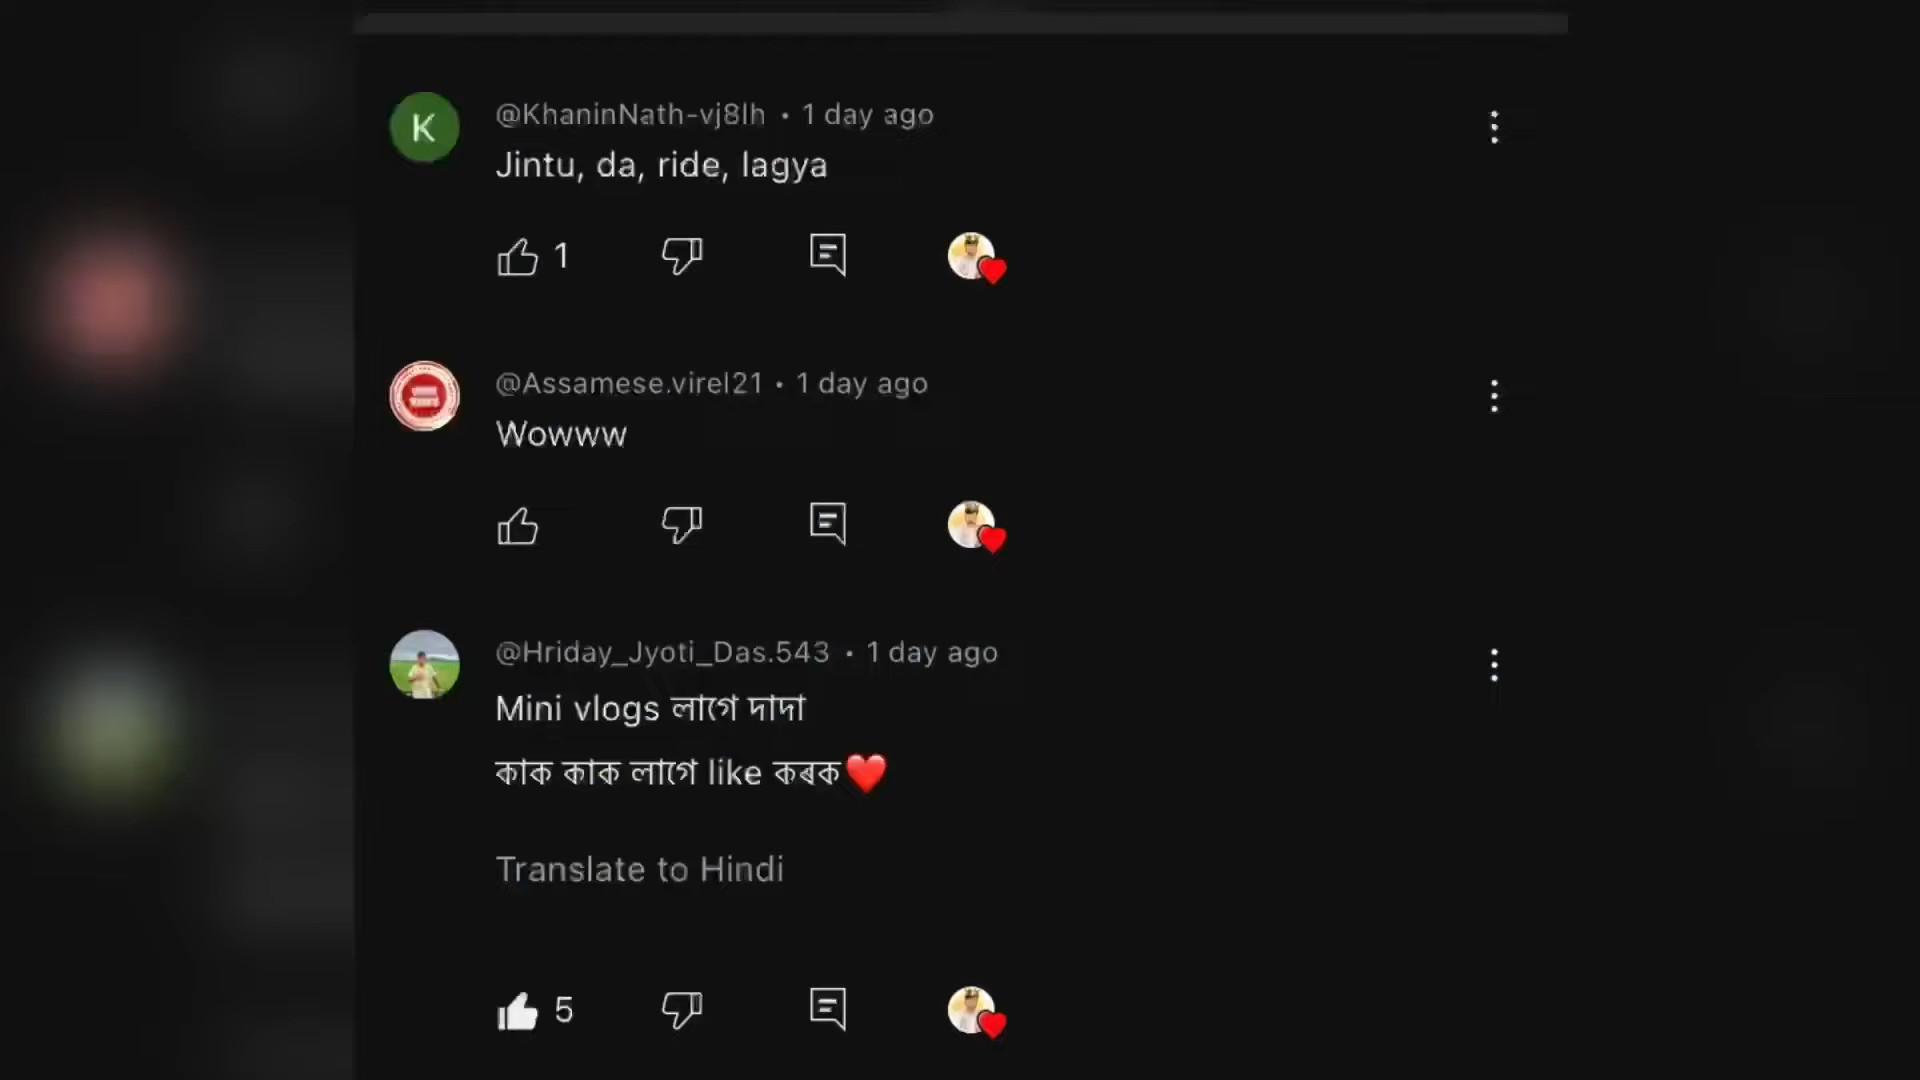 K
@KhaninNath-vj8lh • 1 day ago
Jintu, da, ride, lagya
1
@Assamese.virel21 • 1 day ago
Wowww
@Hriday_Jyoti_Das.543 • 1 day ago
Mini vlogs লাগে দাদা
কাক কাক লাগে like কৰক❤️
Translate to Hindi
5